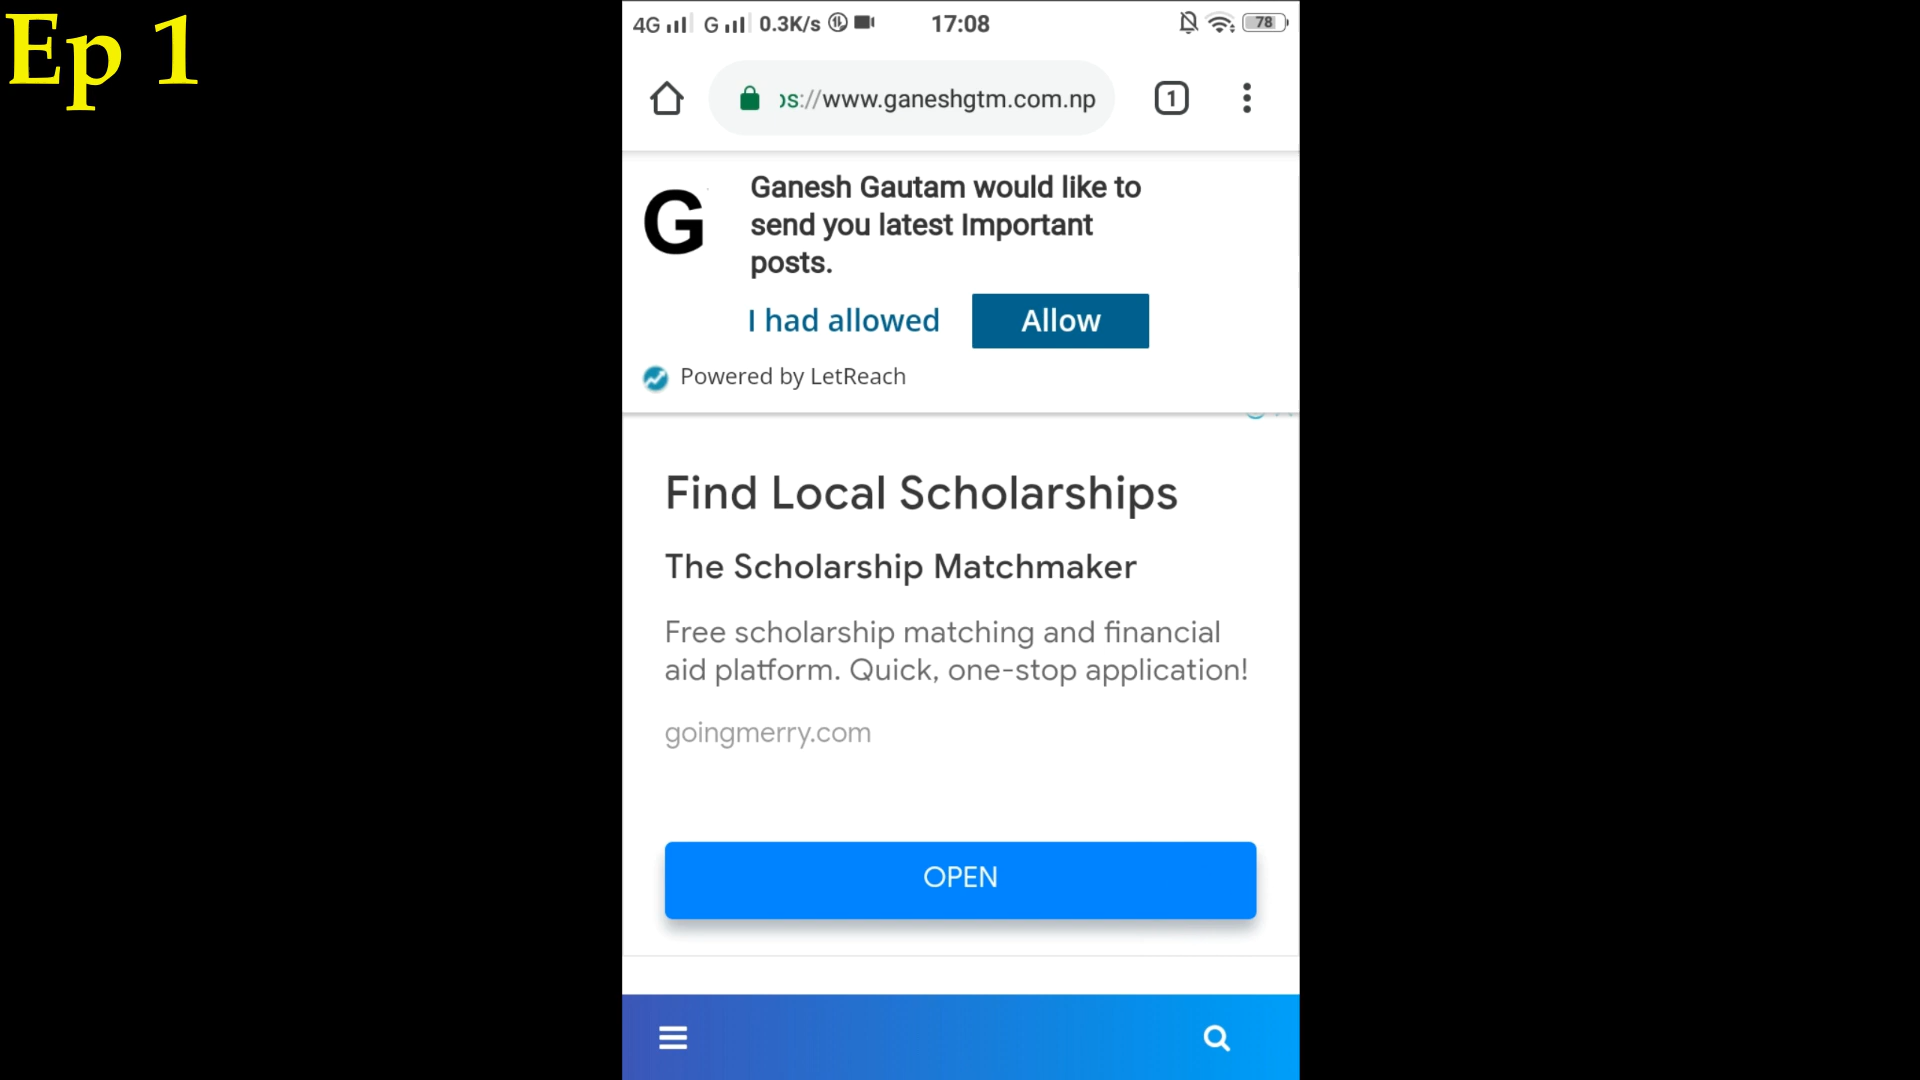 Ep 1
4G G 0.3K/s 17:08 78
ps://www.ganeshgtm.com.np 1
G
Ganesh Gautam would like to
send you latest Important
posts.
I had allowed Allow
Powered by LetReach
Find Local Scholarships
The Scholarship Matchmaker
Free scholarship matching and financial
aid platform. Quick, one-stop application!
goingmerry.com
OPEN